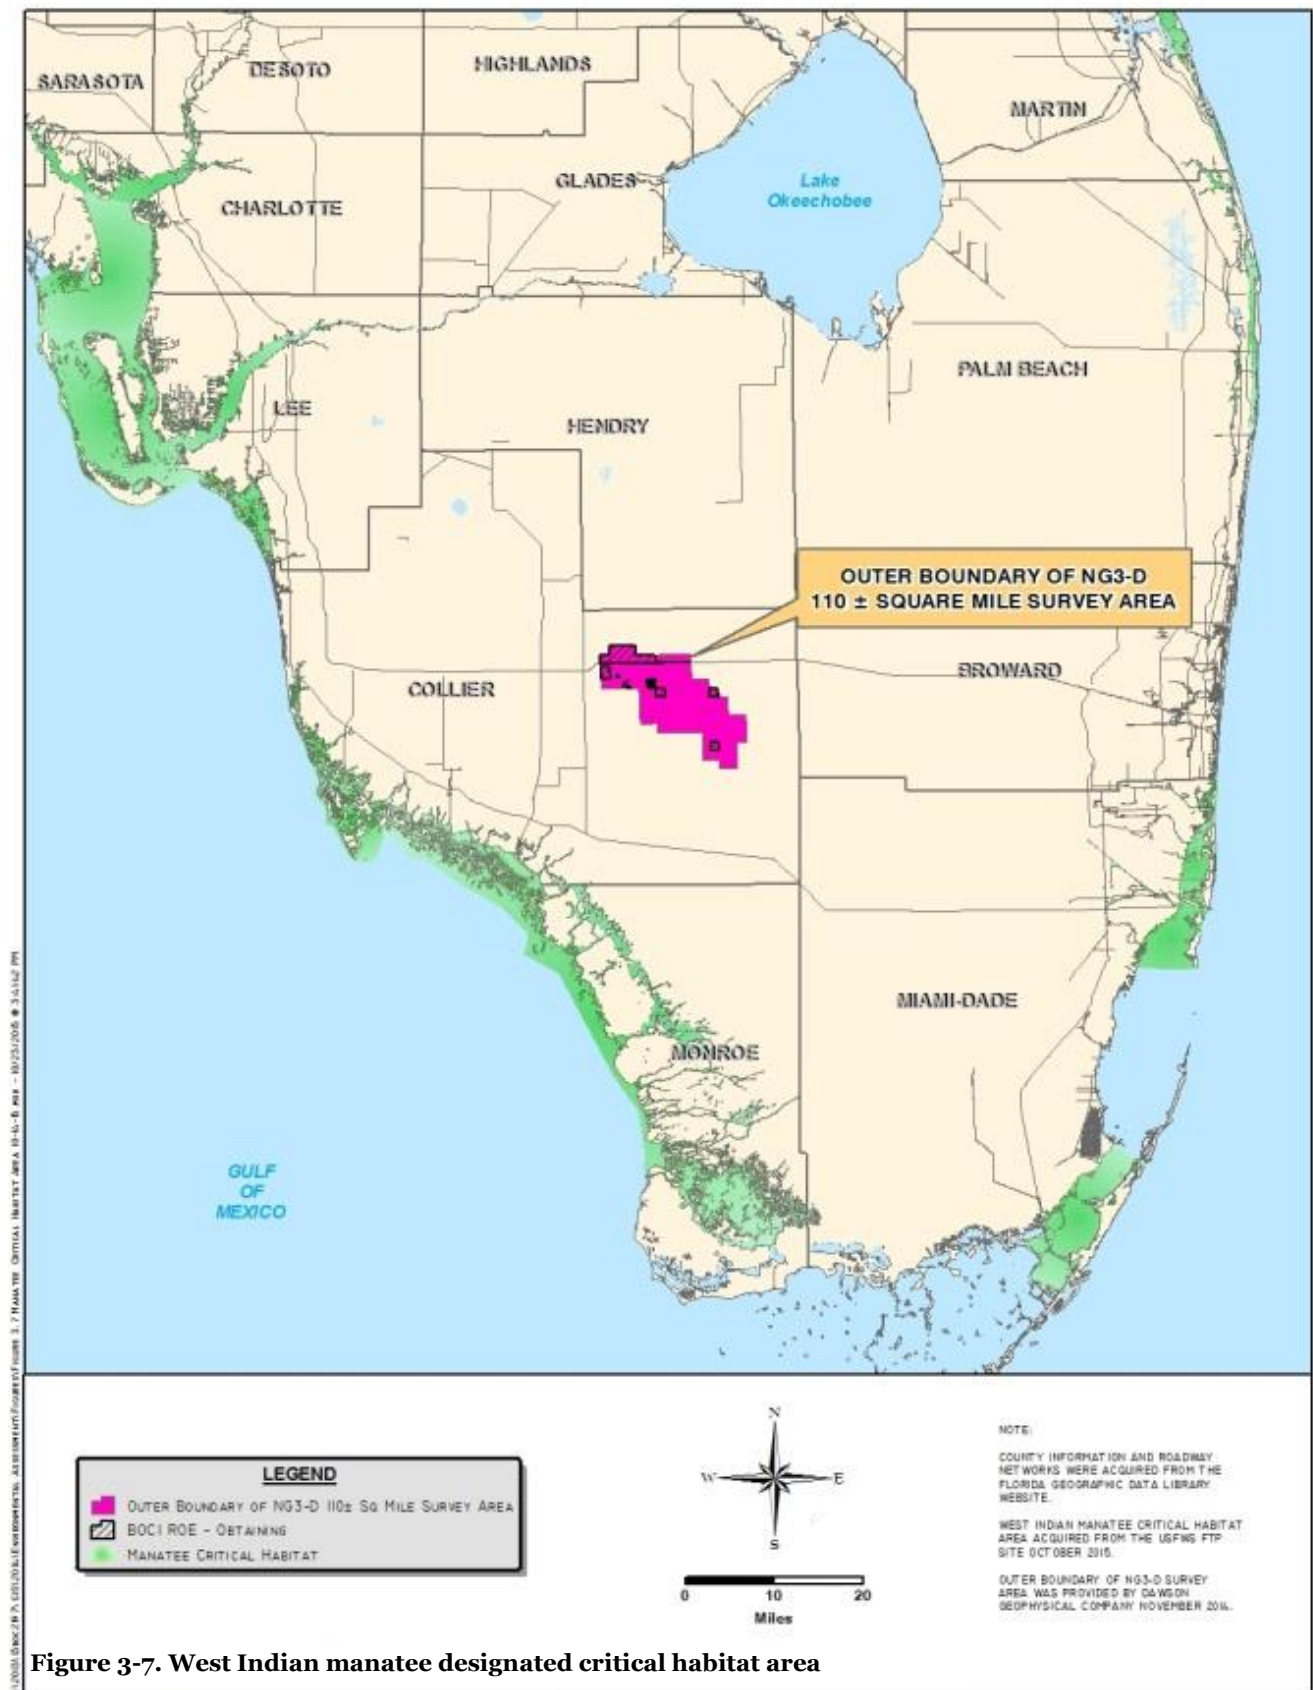 SARASOTA
DESOTO
HIGHLANDS
MARTIN
GLADES
Lake
Okeechobee
CHARLOTTE
PALM BEACH
LEE
HENDRY
OUTER BOUNDARY OF NG3-D
110 ± SQUARE MILE SURVEY AREA
COLLIER
BROWARD
MIAMI-DADE
MONROE
GULF
OF
MEXICO
LEGEND
OUTER BOUNDARY OF NG3-D 110± SQ MILE SURVEY AREA
BOCI ROE - OBTAINING
MANATEE CRITICAL HABITAT
N
W E
S
0 10 20
Miles
NOTE:
COUNTY INFORMATION AND ROADWAY
NETWORKS WERE ACQUIRED FROM THE
FLORIDA GEOGRAPHIC DATA LIBRARY
WEBSITE.
WEST INDIAN MANATEE CRITICAL HABITAT
AREA ACQUIRED FROM THE USFWS FTP
SITE OCTOBER 2015.
OUTER BOUNDARY OF NG3-D SURVEY
AREA WAS PROVIDED BY DAWSON
GEOPHYSICAL COMPANY NOVEMBER 2014.
Figure 3-7. West Indian manatee designated critical habitat area